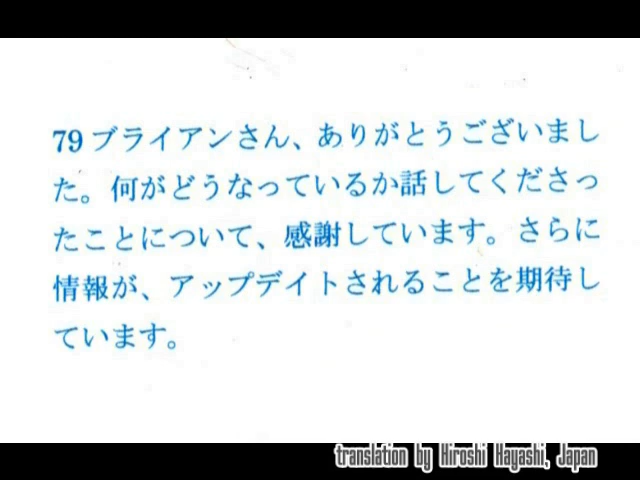 79ブライアンさん、ありがとうございまし
た。何がどうなっているか話してくださっ
たことについて、感謝しています。さらに
情報が、アップデイトされることを期待し
ています。
translation by Hiroshi Hayashi, Japan